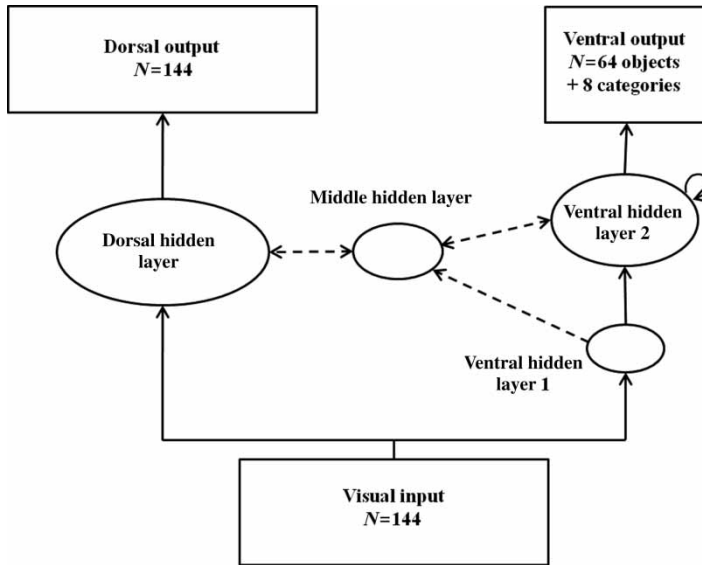 Dorsal output
N=144
Ventral output
N=64 objects
+ 8 categories
Middle hidden layer
Dorsal hidden
layer
Ventral hidden
layer 2
Ventral hidden
layer 1
Visual input
N=144